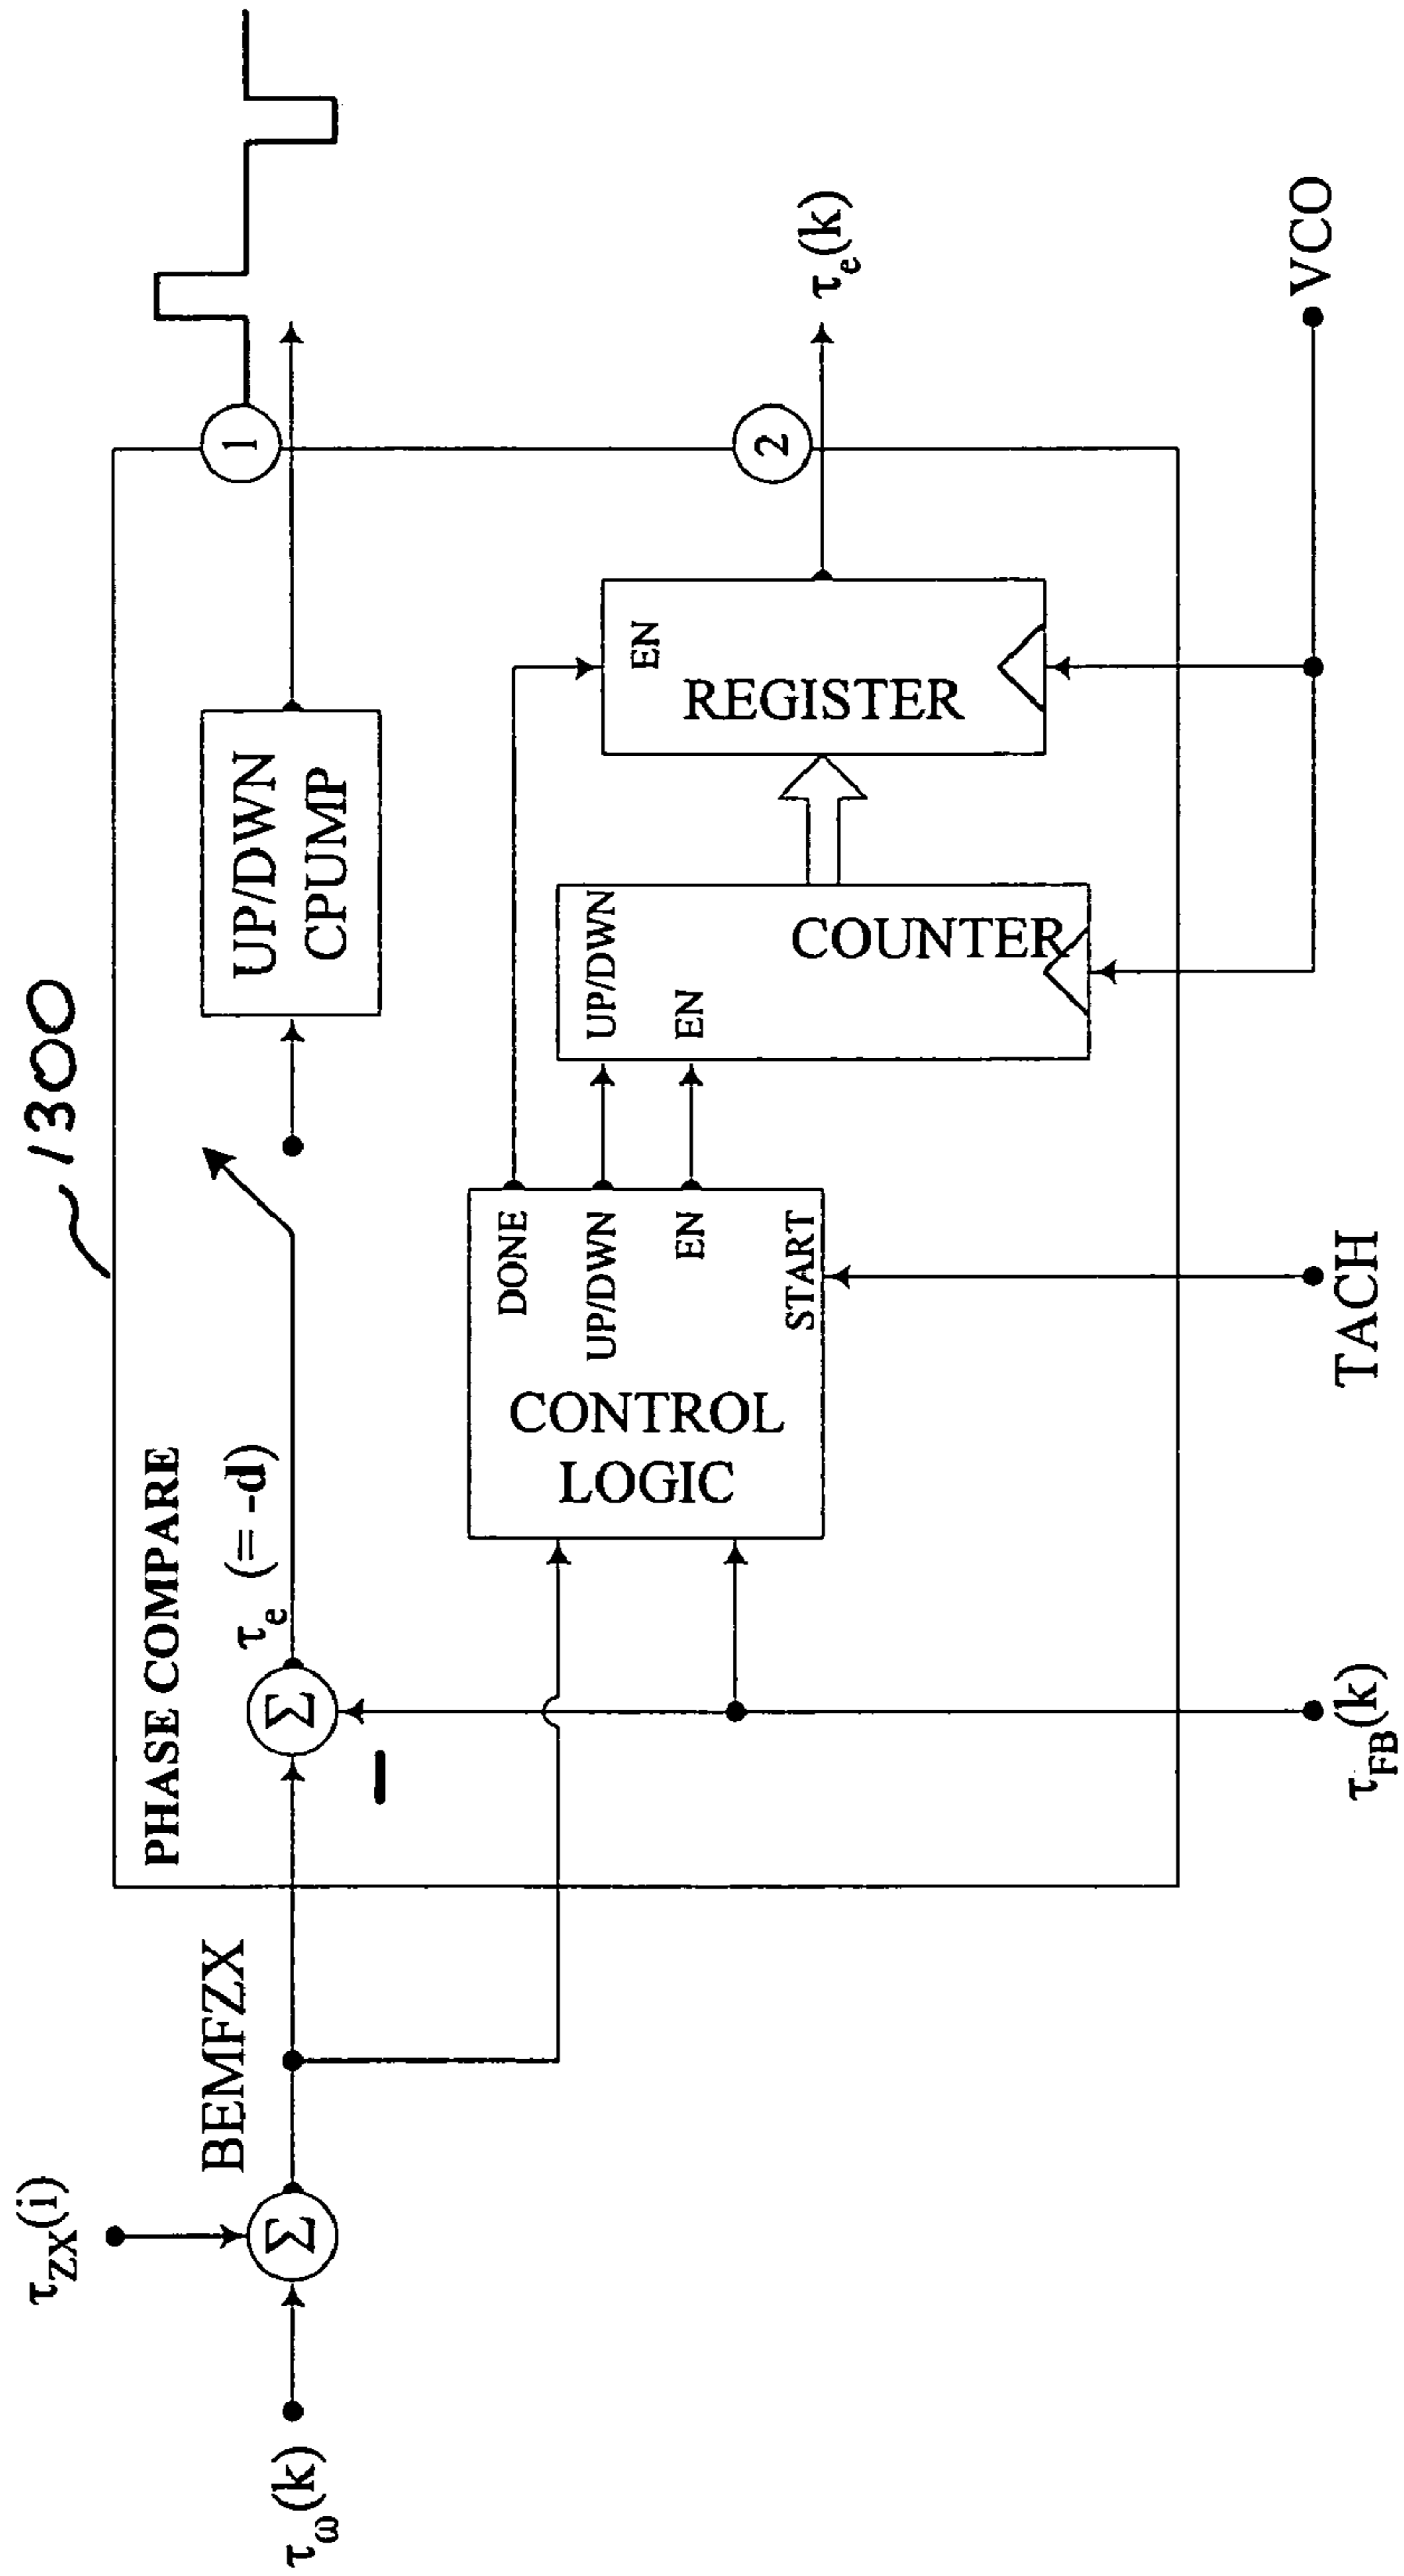 1300
PHASE COMPARE
τZX(i)
τω(k)
Σ
BEMFZX
Σ
–
τe (= -d)
UP/DWN
CPUMP
1
CONTROL
LOGIC
DONE
UP/DWN
EN
START
UP/DWN
EN
COUNTER
EN
REGISTER
2
τe(k)
τFB(k)
TACH
VCO